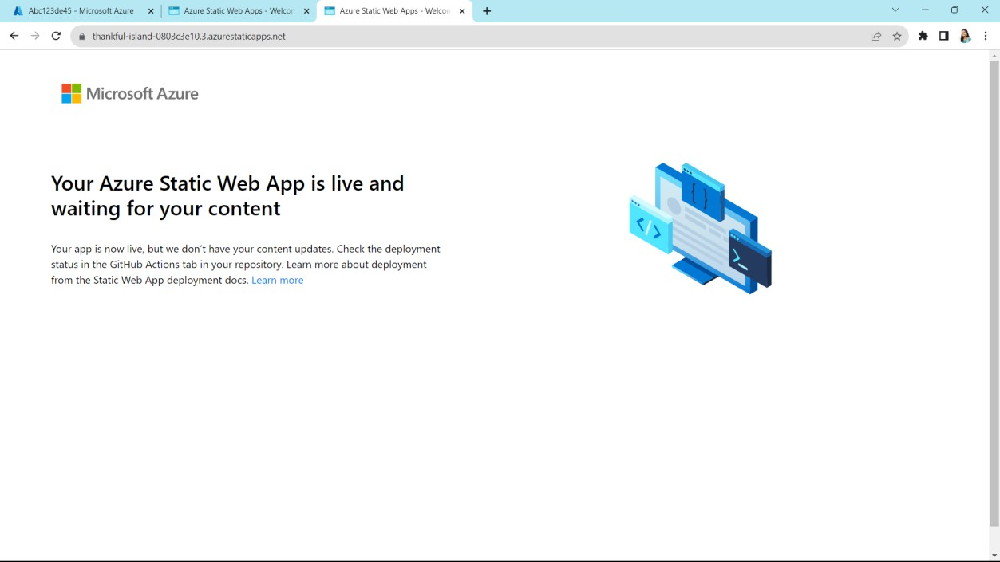 Abc123de45 - Microsoft Azure
Azure Static Web Apps - Welcom
Azure Static Web Apps - Welcom
thankful-island-0803c3e10.3.azurestaticapps.net
Microsoft Azure
Your Azure Static Web App is live and
waiting for your content
Your app is now live, but we don't have your content updates. Check the deployment
status in the GitHub Actions tab in your repository. Learn more about deployment
from the Static Web App deployment docs. Learn more